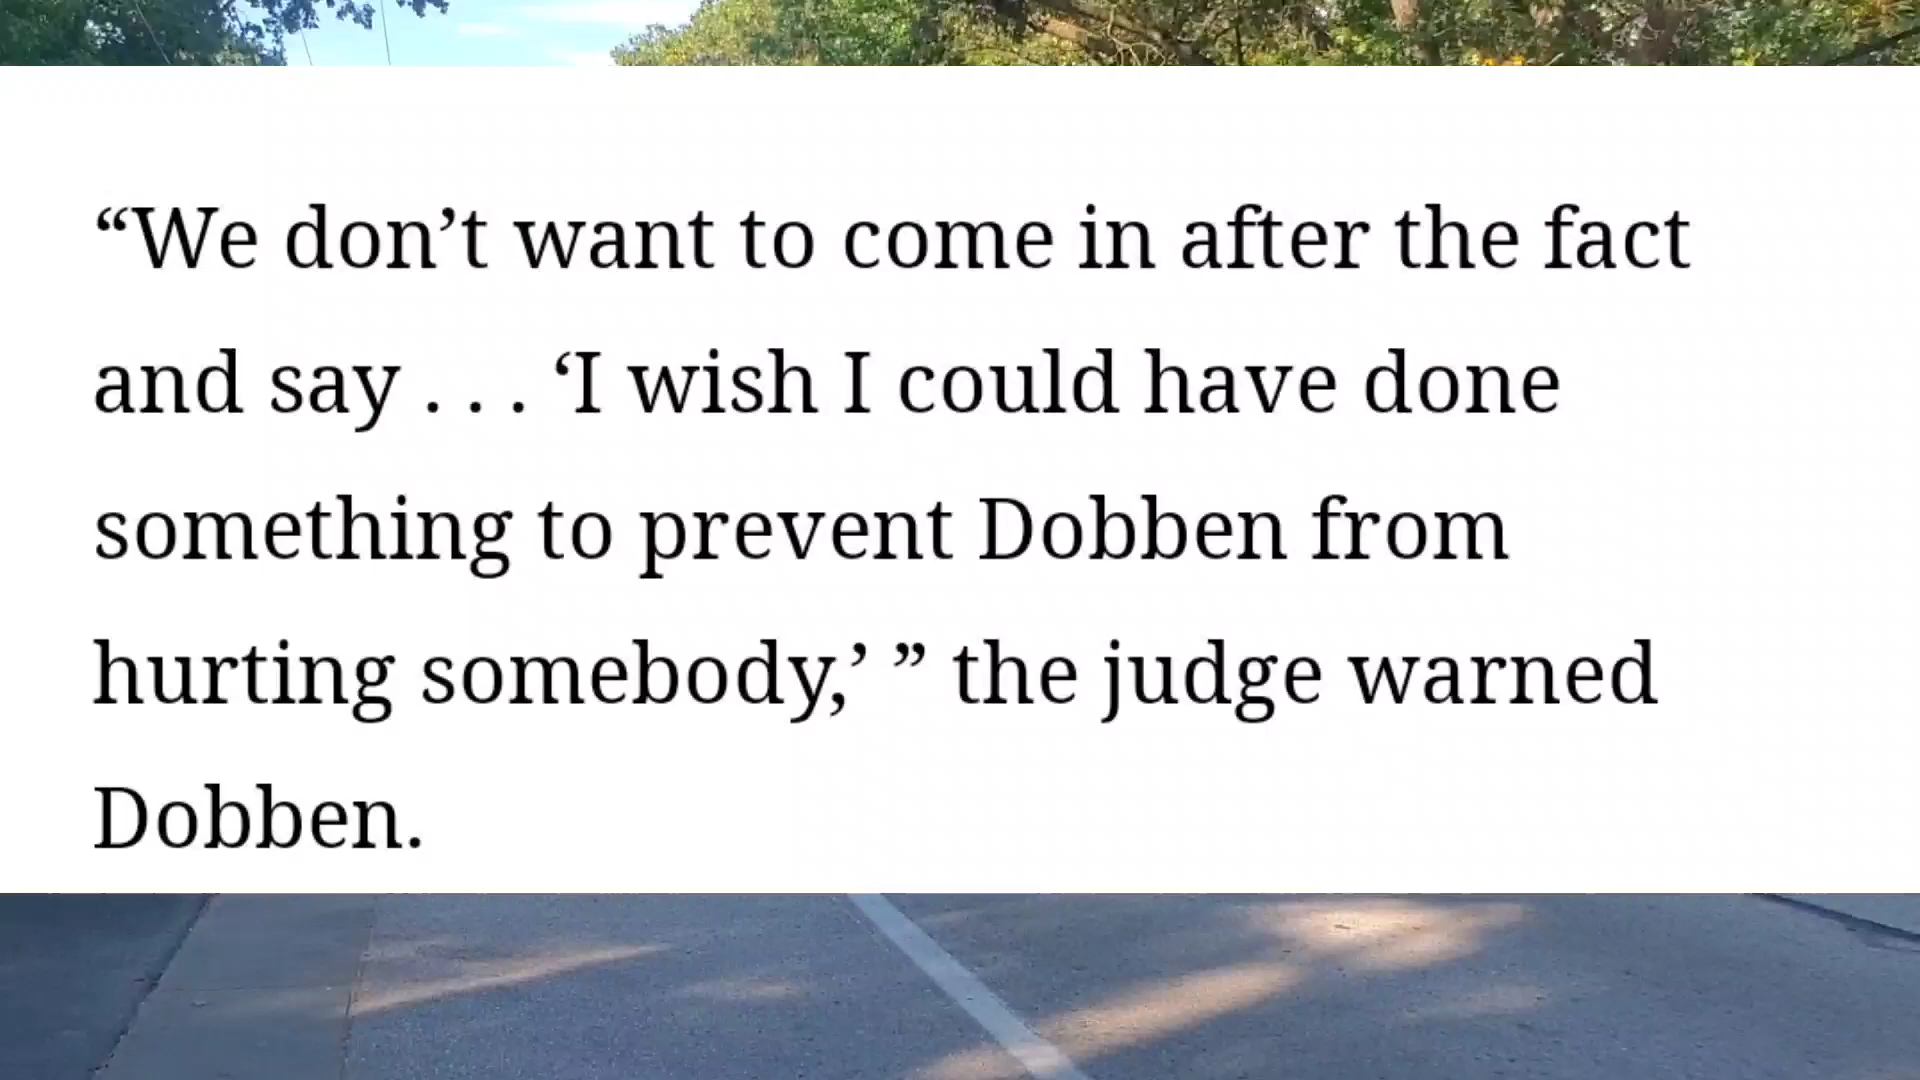 “We don’t want to come in after the fact
and say . . . ‘I wish I could have done
something to prevent Dobben from
hurting somebody,’ ” the judge warned
Dobben.